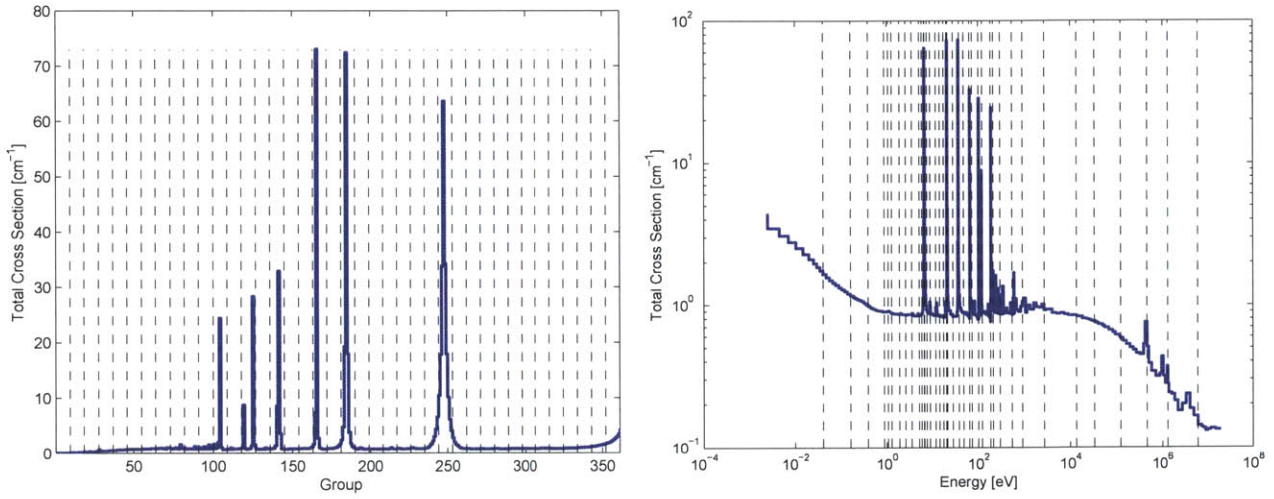 80
70
60
50
40
30
20
10
0
Total Cross Section [cm⁻¹]
50 100 150 200 250 300 350
Group
10²
10¹
10⁰
10⁻¹
Total Cross Section [cm⁻¹]
10⁻⁴ 10⁻² 10⁰ 10² 10⁴ 10⁶ 10⁸
Energy [eV]